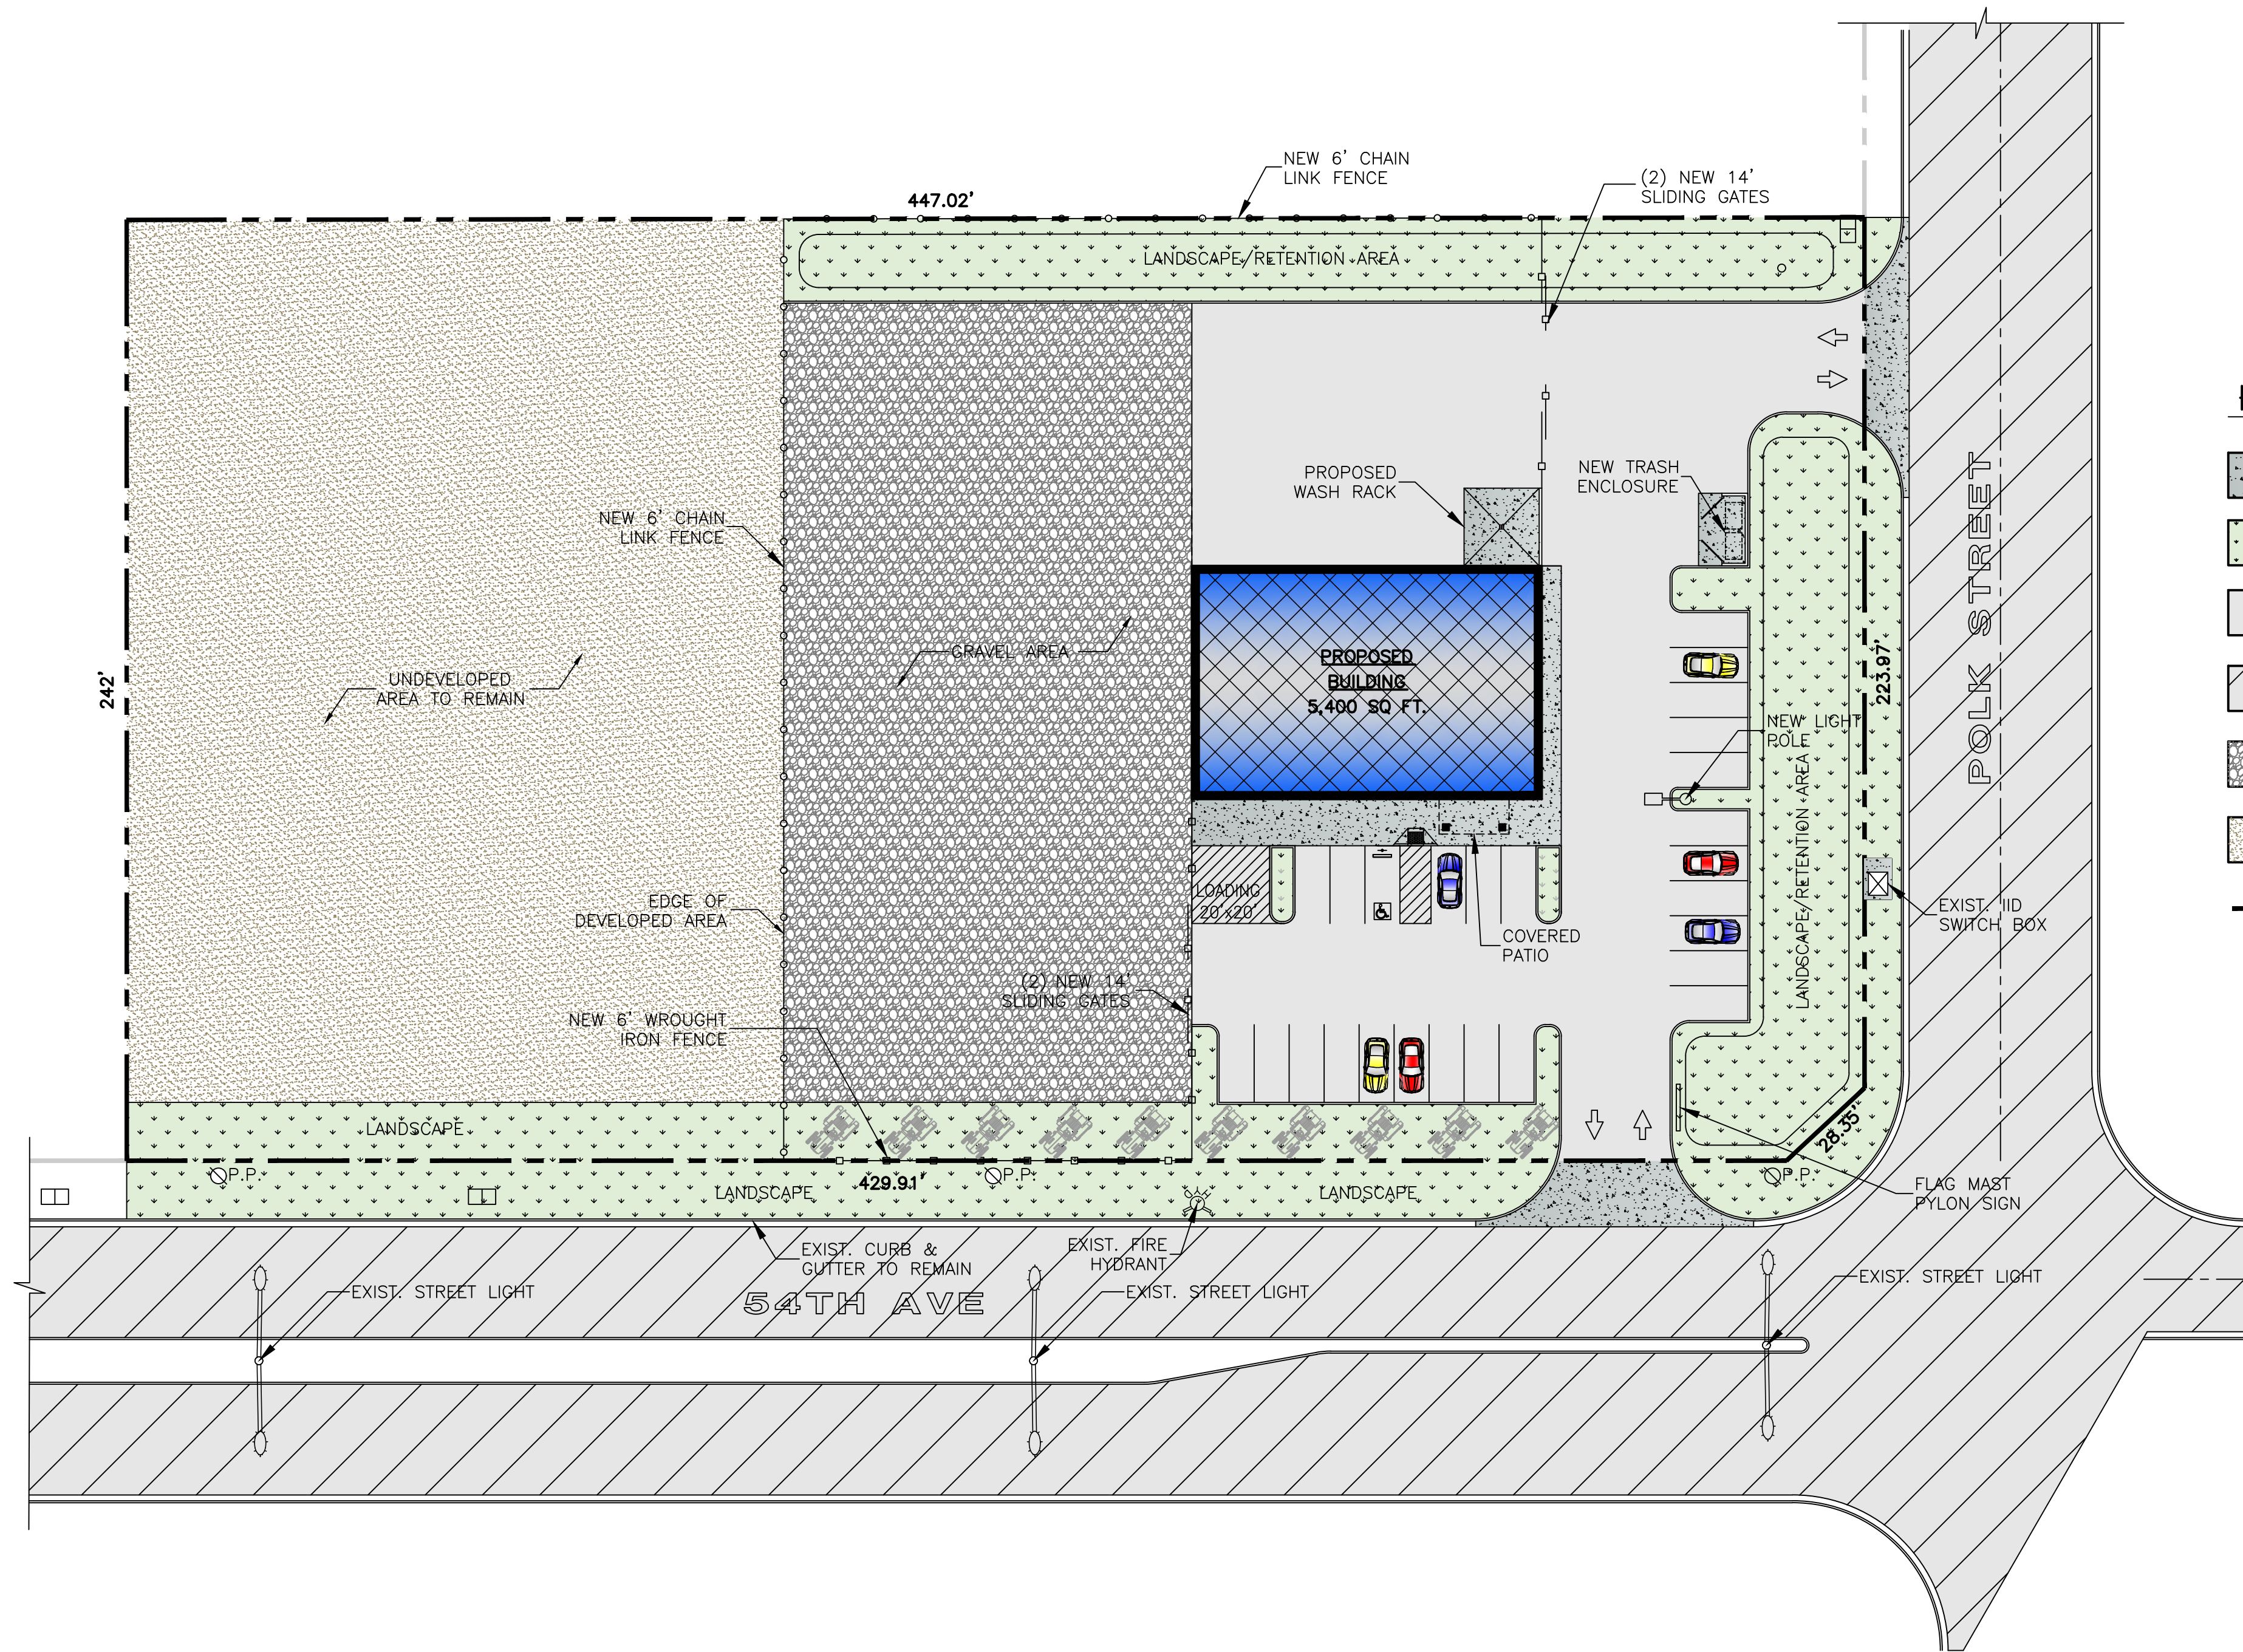 NEW 6' CHAIN
LINK FENCE
(2) NEW 14'
SLIDING GATES
447.02'
LANDSCAPE/RETENTION AREA
PROPOSED
WASH RACK
NEW TRASH
ENCLOSURE
NEW 6' CHAIN
LINK FENCE
POLK STREET
GRAVEL AREA
PROPOSED
BUILDING
5,400 SQ FT.
UNDEVELOPED
AREA TO REMAIN
242'
223.97'
NEW LIGHT
POLE
LANDSCAPE/RETENTION AREA
LOADING
20'x20'
EDGE OF
DEVELOPED AREA
EXIST. IID
SWITCH BOX
COVERED
PATIO
(2) NEW 14'
SLIDING GATES
NEW 6' WROUGHT
IRON FENCE
LANDSCAPE
28.35'
P.P.
P.P.
P.P.
429.91'
LANDSCAPE
LANDSCAPE
FLAG MAST
PYLON SIGN
EXIST. CURB &
GUTTER TO REMAIN
EXIST. FIRE
HYDRANT
EXIST. STREET LIGHT
EXIST. STREET LIGHT
EXIST. STREET LIGHT
54TH AVE